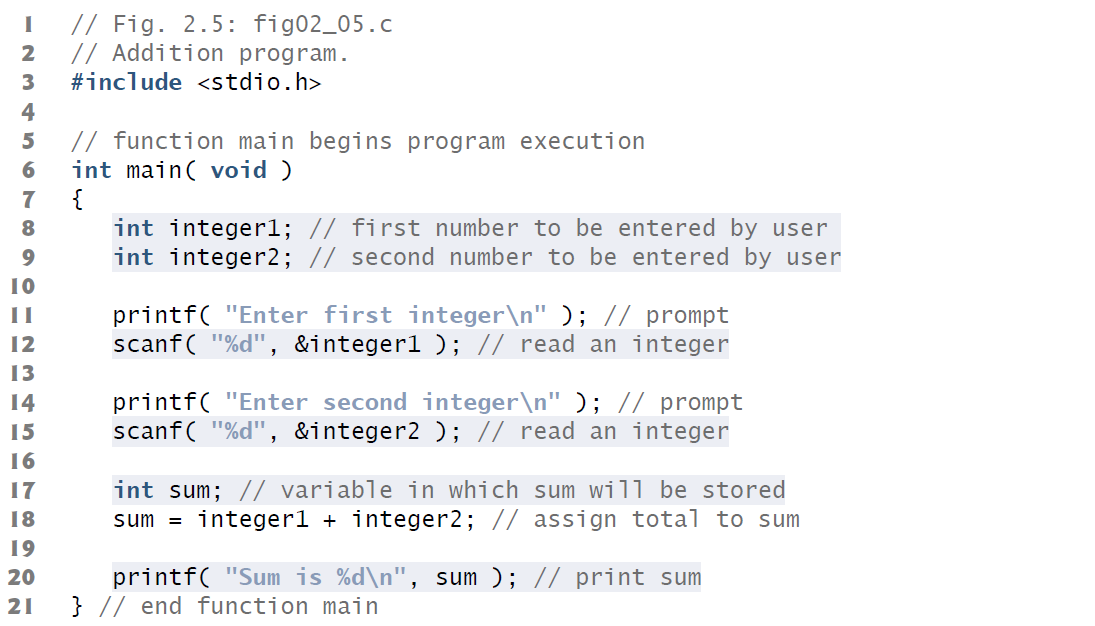 1 // Fig. 2.5: fig02_05.c
2 // Addition program.
3 #include <stdio.h>
4
5 // function main begins program execution
6 int main( void )
7 {
8 int integer1; // first number to be entered by user
9 int integer2; // second number to be entered by user
10
11 printf( "Enter first integer\n" ); // prompt
12 scanf( "%d", &integer1 ); // read an integer
13
14 printf( "Enter second integer\n" ); // prompt
15 scanf( "%d", &integer2 ); // read an integer
16
17 int sum; // variable in which sum will be stored
18 sum = integer1 + integer2; // assign total to sum
19
20 printf( "Sum is %d\n", sum ); // print sum
21 } // end function main